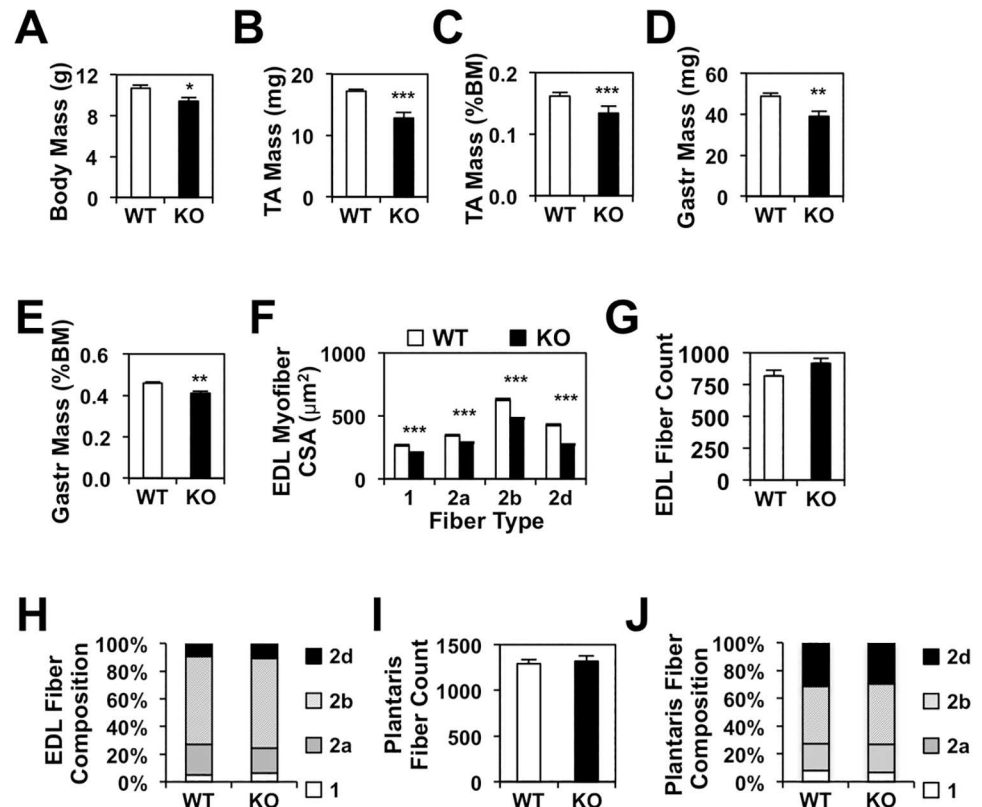 A
B
C
D
Body Mass (g)
12
8
4
0
*
WT KO
TA Mass (mg)
20
10
0
***
WT KO
TA Mass (%BM)
0.2
0.1
0.0
***
WT KO
Gastr Mass (mg)
60
40
20
0
**
WT KO
E
F
G
Gastr Mass (%BM)
0.6
0.4
0.2
0.0
**
WT KO
WT KO
EDL Myofiber
CSA (μm²)
1000
500
0
*** *** *** ***
1 2a 2b 2d
Fiber Type
EDL Fiber Count
1000
750
500
250
0
WT KO
H
I
J
EDL Fiber
Composition
100%
80%
60%
40%
20%
0%
WT KO
2d
2b
2a
1
Plantaris
Fiber Count
1500
1000
500
0
WT KO
Plantaris Fiber
Composition
100%
80%
60%
40%
20%
0%
WT KO
2d
2b
2a
1